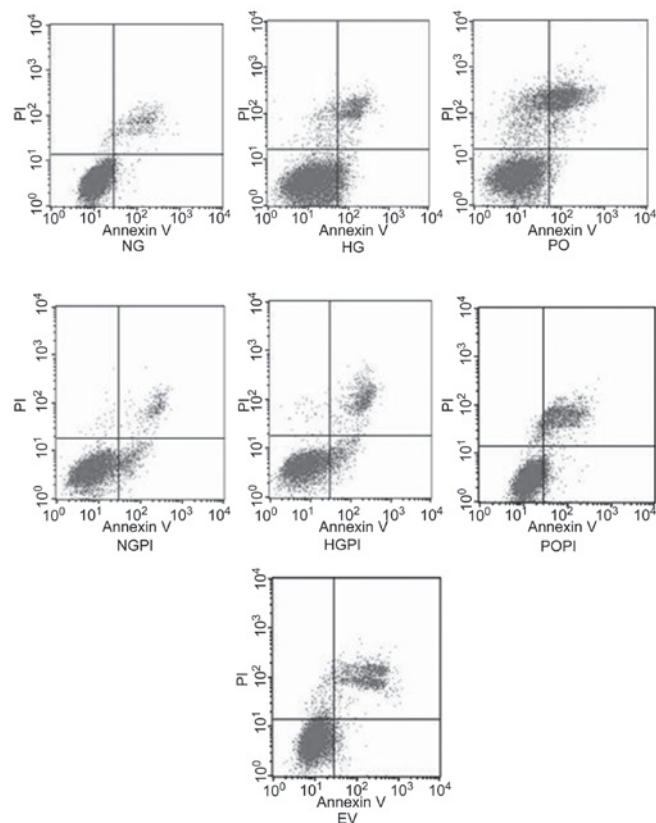 10⁴ 10⁴ 10⁴
10³ 10³ 10³
PI PI PI
10² 10² 10²
10¹ 10¹ 10¹
10⁰ 10⁰ 10⁰
10⁰ 10¹ 10² 10³ 10⁴ 10⁰ 10¹ 10² 10³ 10⁴ 10⁰ 10¹ 10² 10³ 10⁴
Annexin V Annexin V Annexin V
NG HG PO
10⁴ 10⁴ 10⁴
10³ 10³ 10³
PI PI PI
10² 10² 10²
10¹ 10¹ 10¹
10⁰ 10⁰ 10⁰
10⁰ 10¹ 10² 10³ 10⁴ 10⁰ 10¹ 10² 10³ 10⁴ 10⁰ 10¹ 10² 10³ 10⁴
Annexin V Annexin V Annexin V
NGPI HGPI POPI
10⁴
10³
PI
10²
10¹
10⁰
10⁰ 10¹ 10² 10³ 10⁴
Annexin V
EV